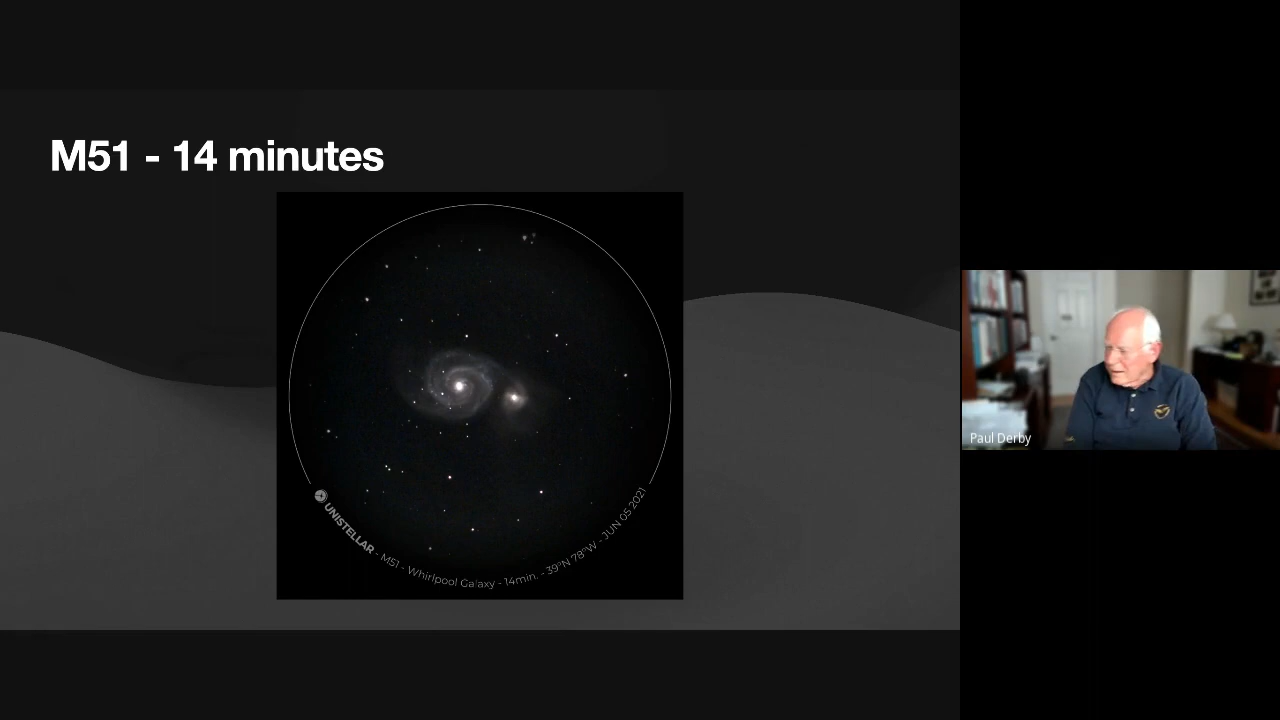 M51 - 14 minutes
UNISTELLAR - M51 - Whirlpool Galaxy - 14min. - 39°N 78°W - JUN 05 2021
Paul Derby